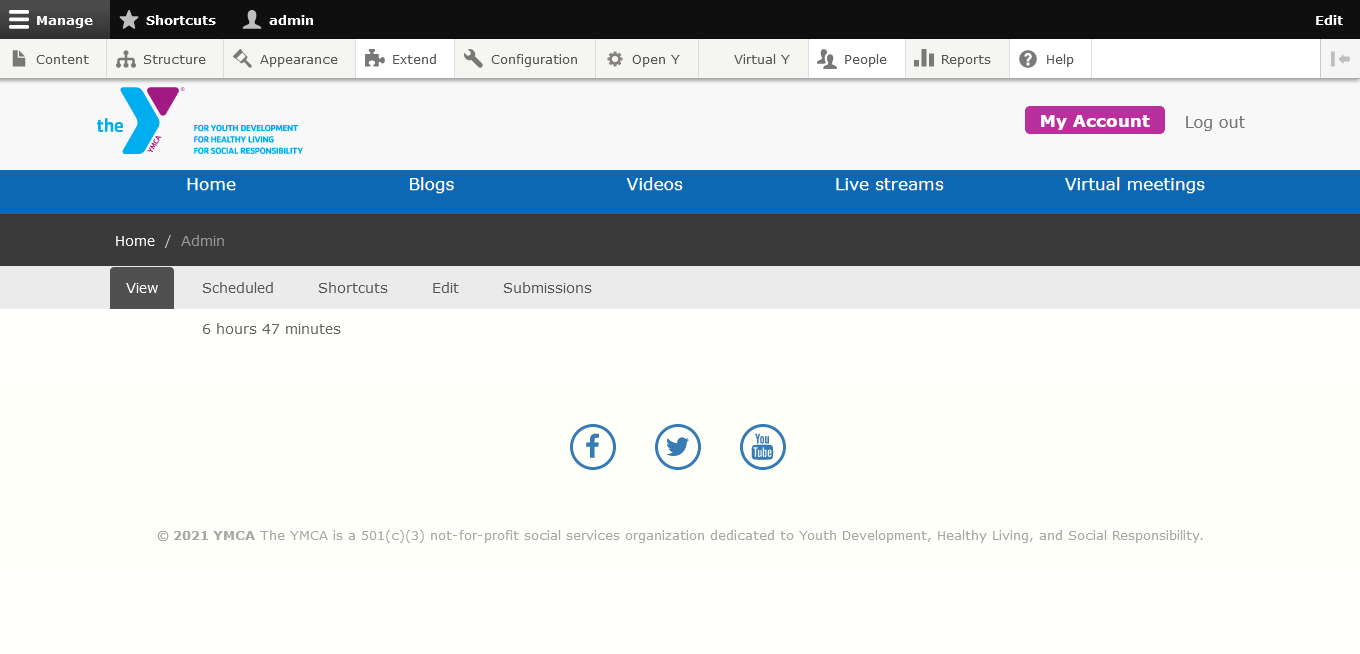 Manage Shortcuts admin Edit
Content Structure Appearance Extend Configuration Open Y Virtual Y People Reports Help
the YMCA ®
FOR YOUTH DEVELOPMENT
FOR HEALTHY LIVING
FOR SOCIAL RESPONSIBILITY
My Account Log out
Home Blogs Videos Live streams Virtual meetings
Home / Admin
View Scheduled Shortcuts Edit Submissions
6 hours 47 minutes
You
Tube
© 2021 YMCA The YMCA is a 501(c)(3) not-for-profit social services organization dedicated to Youth Development, Healthy Living, and Social Responsibility.